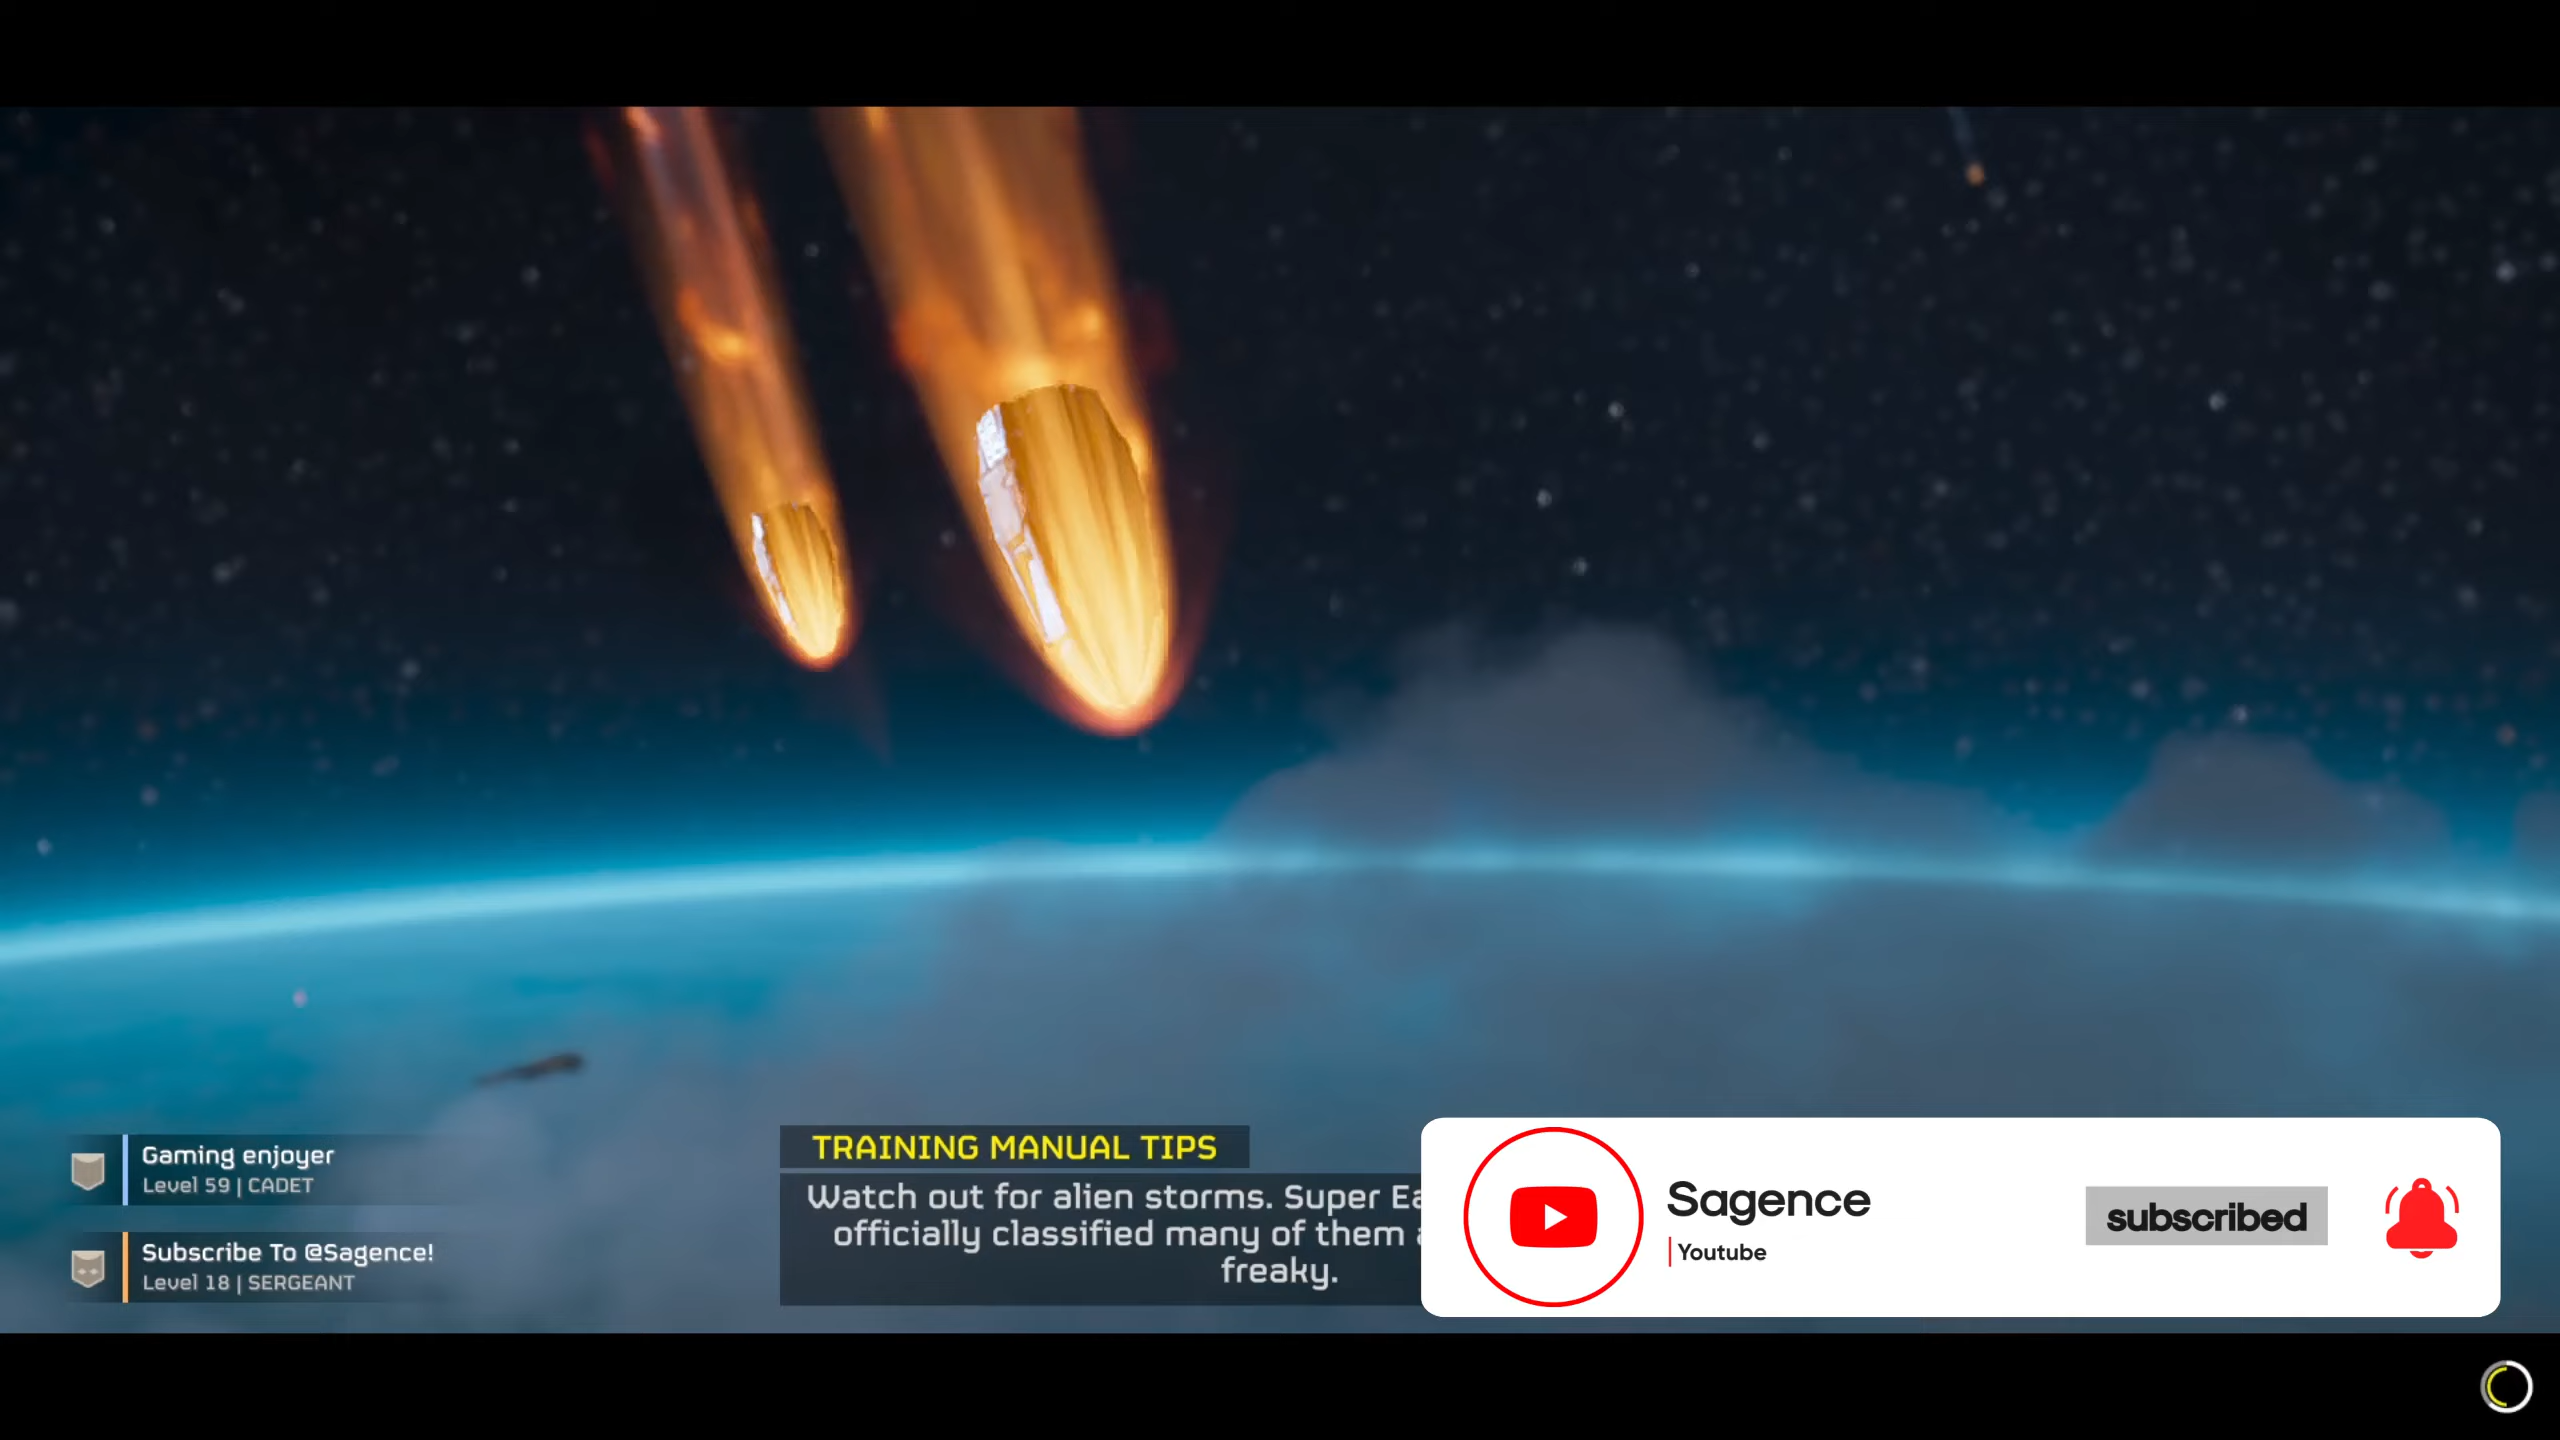 Gaming enjoyer
Level 59 | CADET
Subscribe To @Sagence!
Level 18 | SERGEANT
TRAINING MANUAL TIPS
Watch out for alien storms. Super
officially classified many of them
freaky.
Sagence
Youtube
subscribed